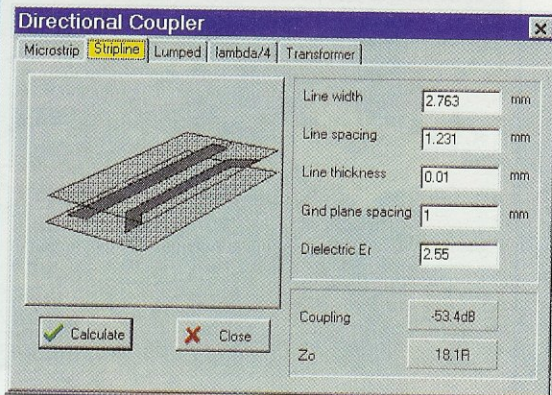 Directional Coupler
Microstrip Stripline Lumped lambda/4 Transformer
Line width 2.763 mm
Line spacing 1.231 mm
Line thickness 0.01 mm
Gnd plane spacing 1 mm
Dielectric Er 2.55
Calculate Close
Coupling -53.4dB
Zo 18.1R